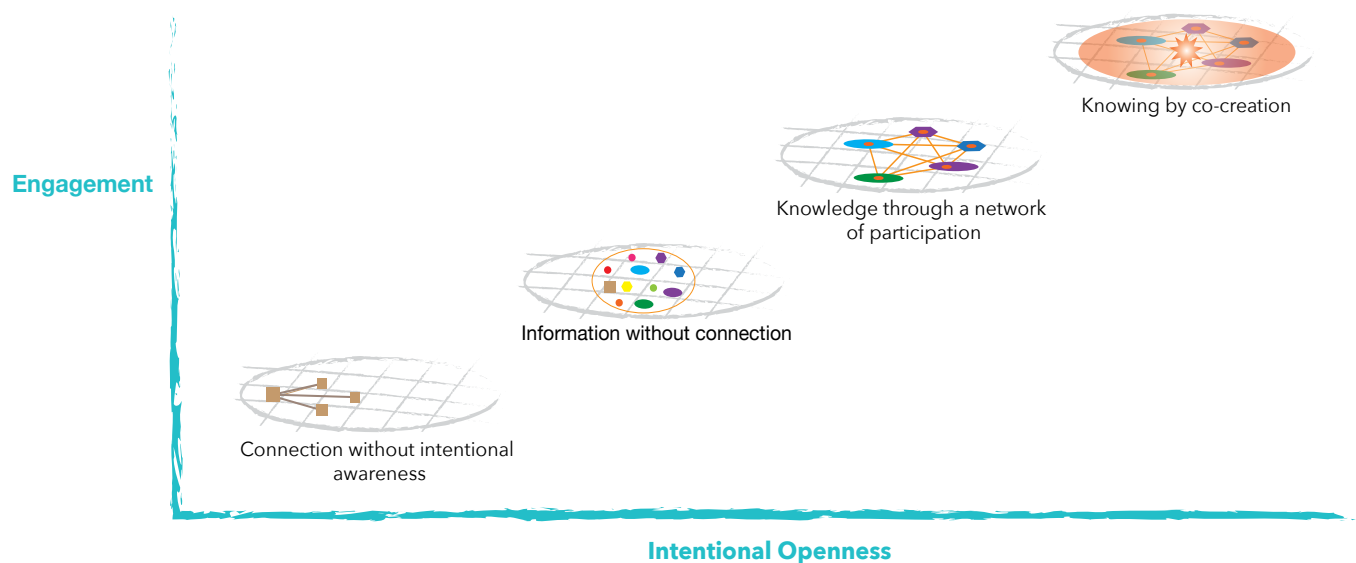 Knowing by co-creation
Engagement
Knowledge through a network
of participation
Information without connection
Connection without intentional
awareness
Intentional Openness